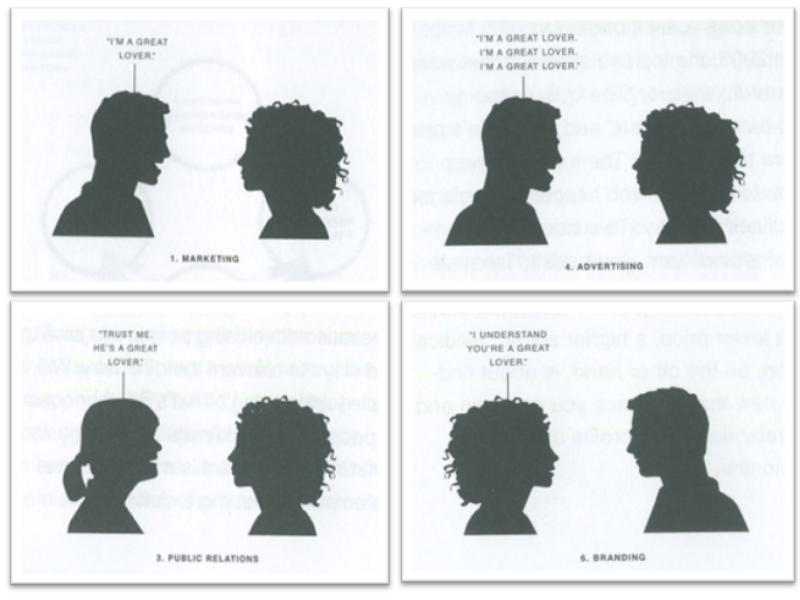 "I'M A GREAT
LOVER."
1. MARKETING
"I'M A GREAT LOVER.
I'M A GREAT LOVER.
I'M A GREAT LOVER."
4. ADVERTISING
"TRUST ME.
HE'S A GREAT
LOVER."
3. PUBLIC RELATIONS
"I UNDERSTAND
YOU'RE A GREAT
LOVER."
6. BRANDING